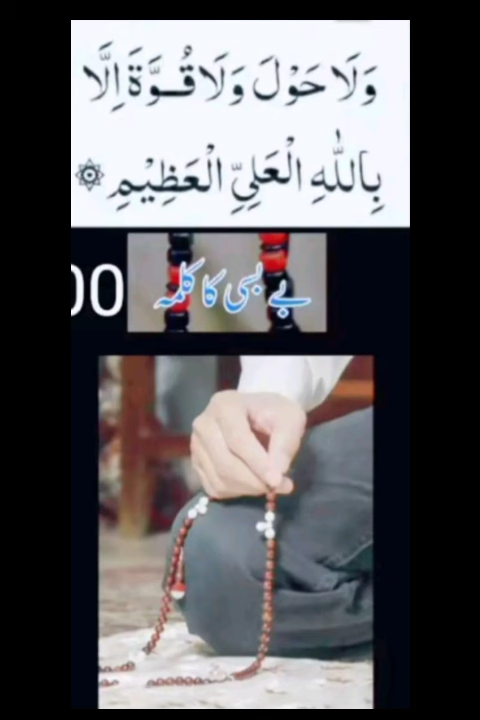 وَلَا حَوْلَ وَلَا قُوَّةَ اِلَّا
بِاللّٰهِ الْعَلِيِّ الْعَظِيْمِ
00
بے بسی کا کلمہ